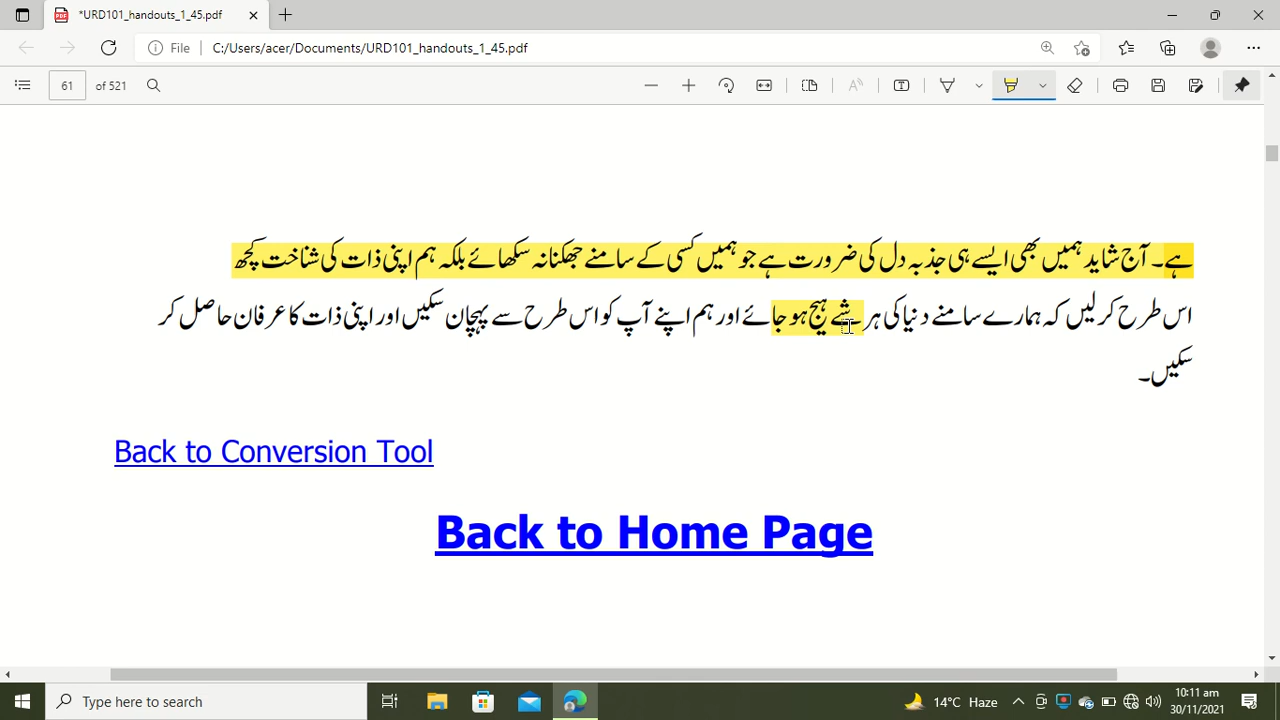 *URD101_handouts_1_45.pdf
File
C:/Users/acer/Documents/URD101_handouts_1_45.pdf
61 of 521
ہے۔ آج شاید ہمیں بھی ایسے ہی جذبہ دل کی ضرورت ہے جو ہمیں کسی کے سامنے جھکنا نہ سکھائے بلکہ ہم اپنی ذات کی شناخت کچھ
اس طرح کر لیں کہ ہمارے سامنے دنیا کی ہر شے ہیچ ہو جائے اور ہم اپنے آپ کو اس طرح سے پہچان سکیں اور اپنی ذات کا عرفان حاصل کر
سکیں۔
Back to Conversion Tool
Back to Home Page
Type here to search
14°C Haze
10:11 am
30/11/2021